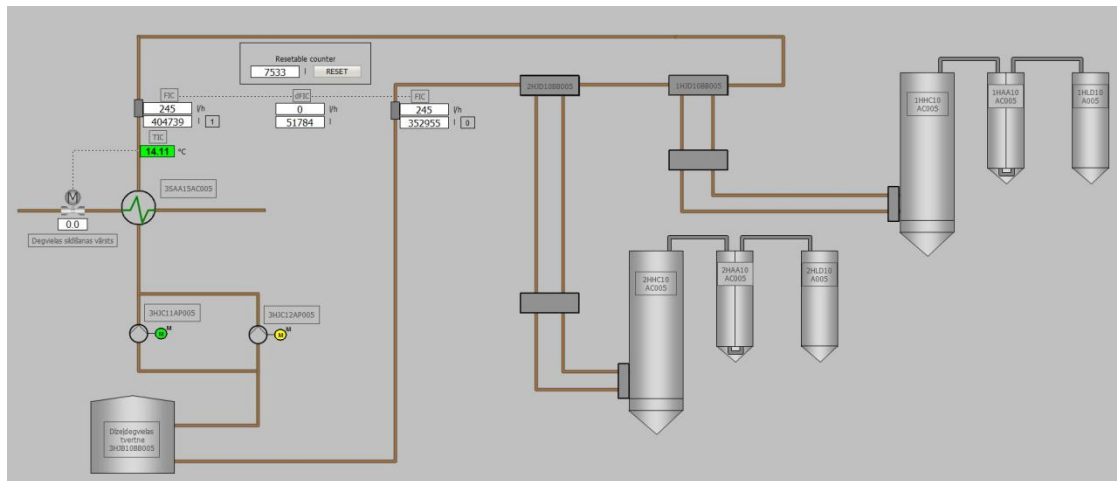 Resetable counter
7533 l RESET
FIC
245 l/h
404739 l 1
TIC
14.11 °C
dFIC
0 l/h
51784 l
FIC
245 l/h
352955 l 0
2HJD10BB005
1HJD10BB005
1HHC10
AC005
1HAA10
AC005
1HLD10
A005
M
0.0
Degvielas sildīšanas vārsts
3SAA15AC005
2HHC10
AC005
2HAA10
AC005
2HLD10
A005
3HJC11AP005
M
M
3HJC12AP005
M
M
Dīzeļdegvielas
tvertne
3HJB10BB005